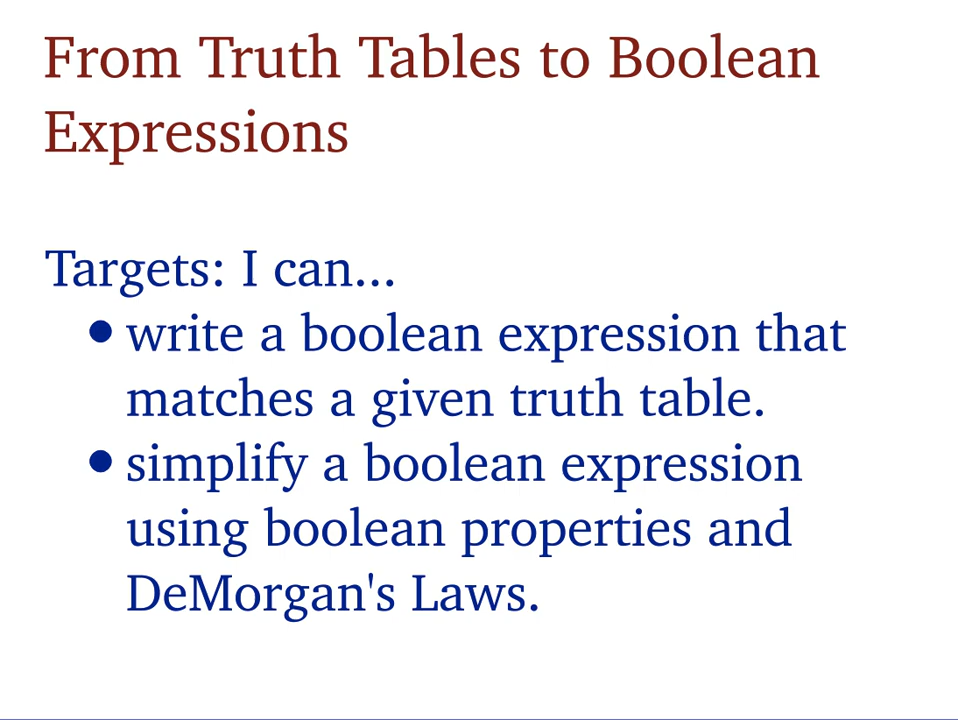 From Truth Tables to Boolean
Expressions
Targets: I can...
• write a boolean expression that
matches a given truth table.
• simplify a boolean expression
using boolean properties and
DeMorgan's Laws.